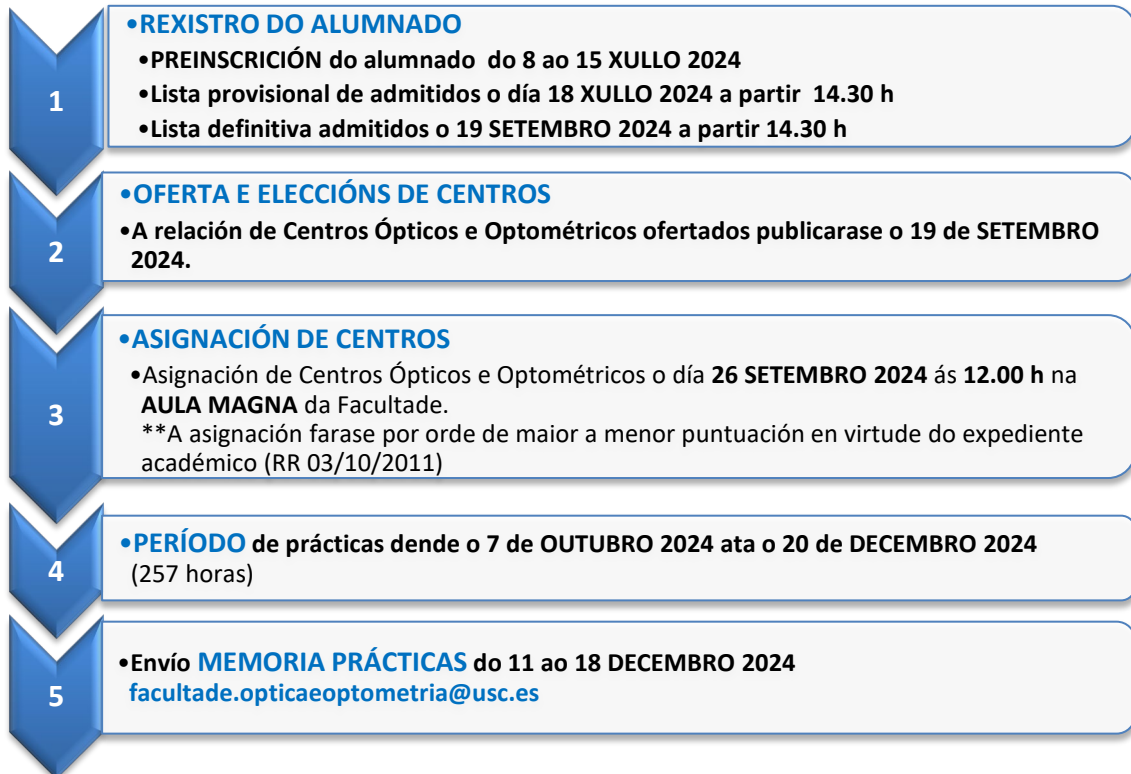 1
•REXISTRO DO ALUMNADO
•PREINSCRICIÓN do alumnado do 8 ao 15 XULLO 2024
•Lista provisional de admitidos o día 18 XULLO 2024 a partir 14.30 h
•Lista definitiva admitidos o 19 SETEMBRO 2024 a partir 14.30 h
2
•OFERTA E ELECCIÓNS DE CENTROS
•A relación de Centros Ópticos e Optométricos ofertados publicarase o 19 de SETEMBRO
2024.
3
•ASIGNACIÓN DE CENTROS
•Asignación de Centros Ópticos e Optométricos o día 26 SETEMBRO 2024 ás 12.00 h na
AULA MAGNA da Facultade.
**A asignación farase por orde de maior a menor puntuación en virtude do expediente
académico (RR 03/10/2011)
4
•PERÍODO de prácticas dende o 7 de OUTUBRO 2024 ata o 20 de DECEMBRO 2024
(257 horas)
5
•Envío MEMORIA PRÁCTICAS do 11 ao 18 DECEMBRO 2024
facultade.opticaeoptometria@usc.es